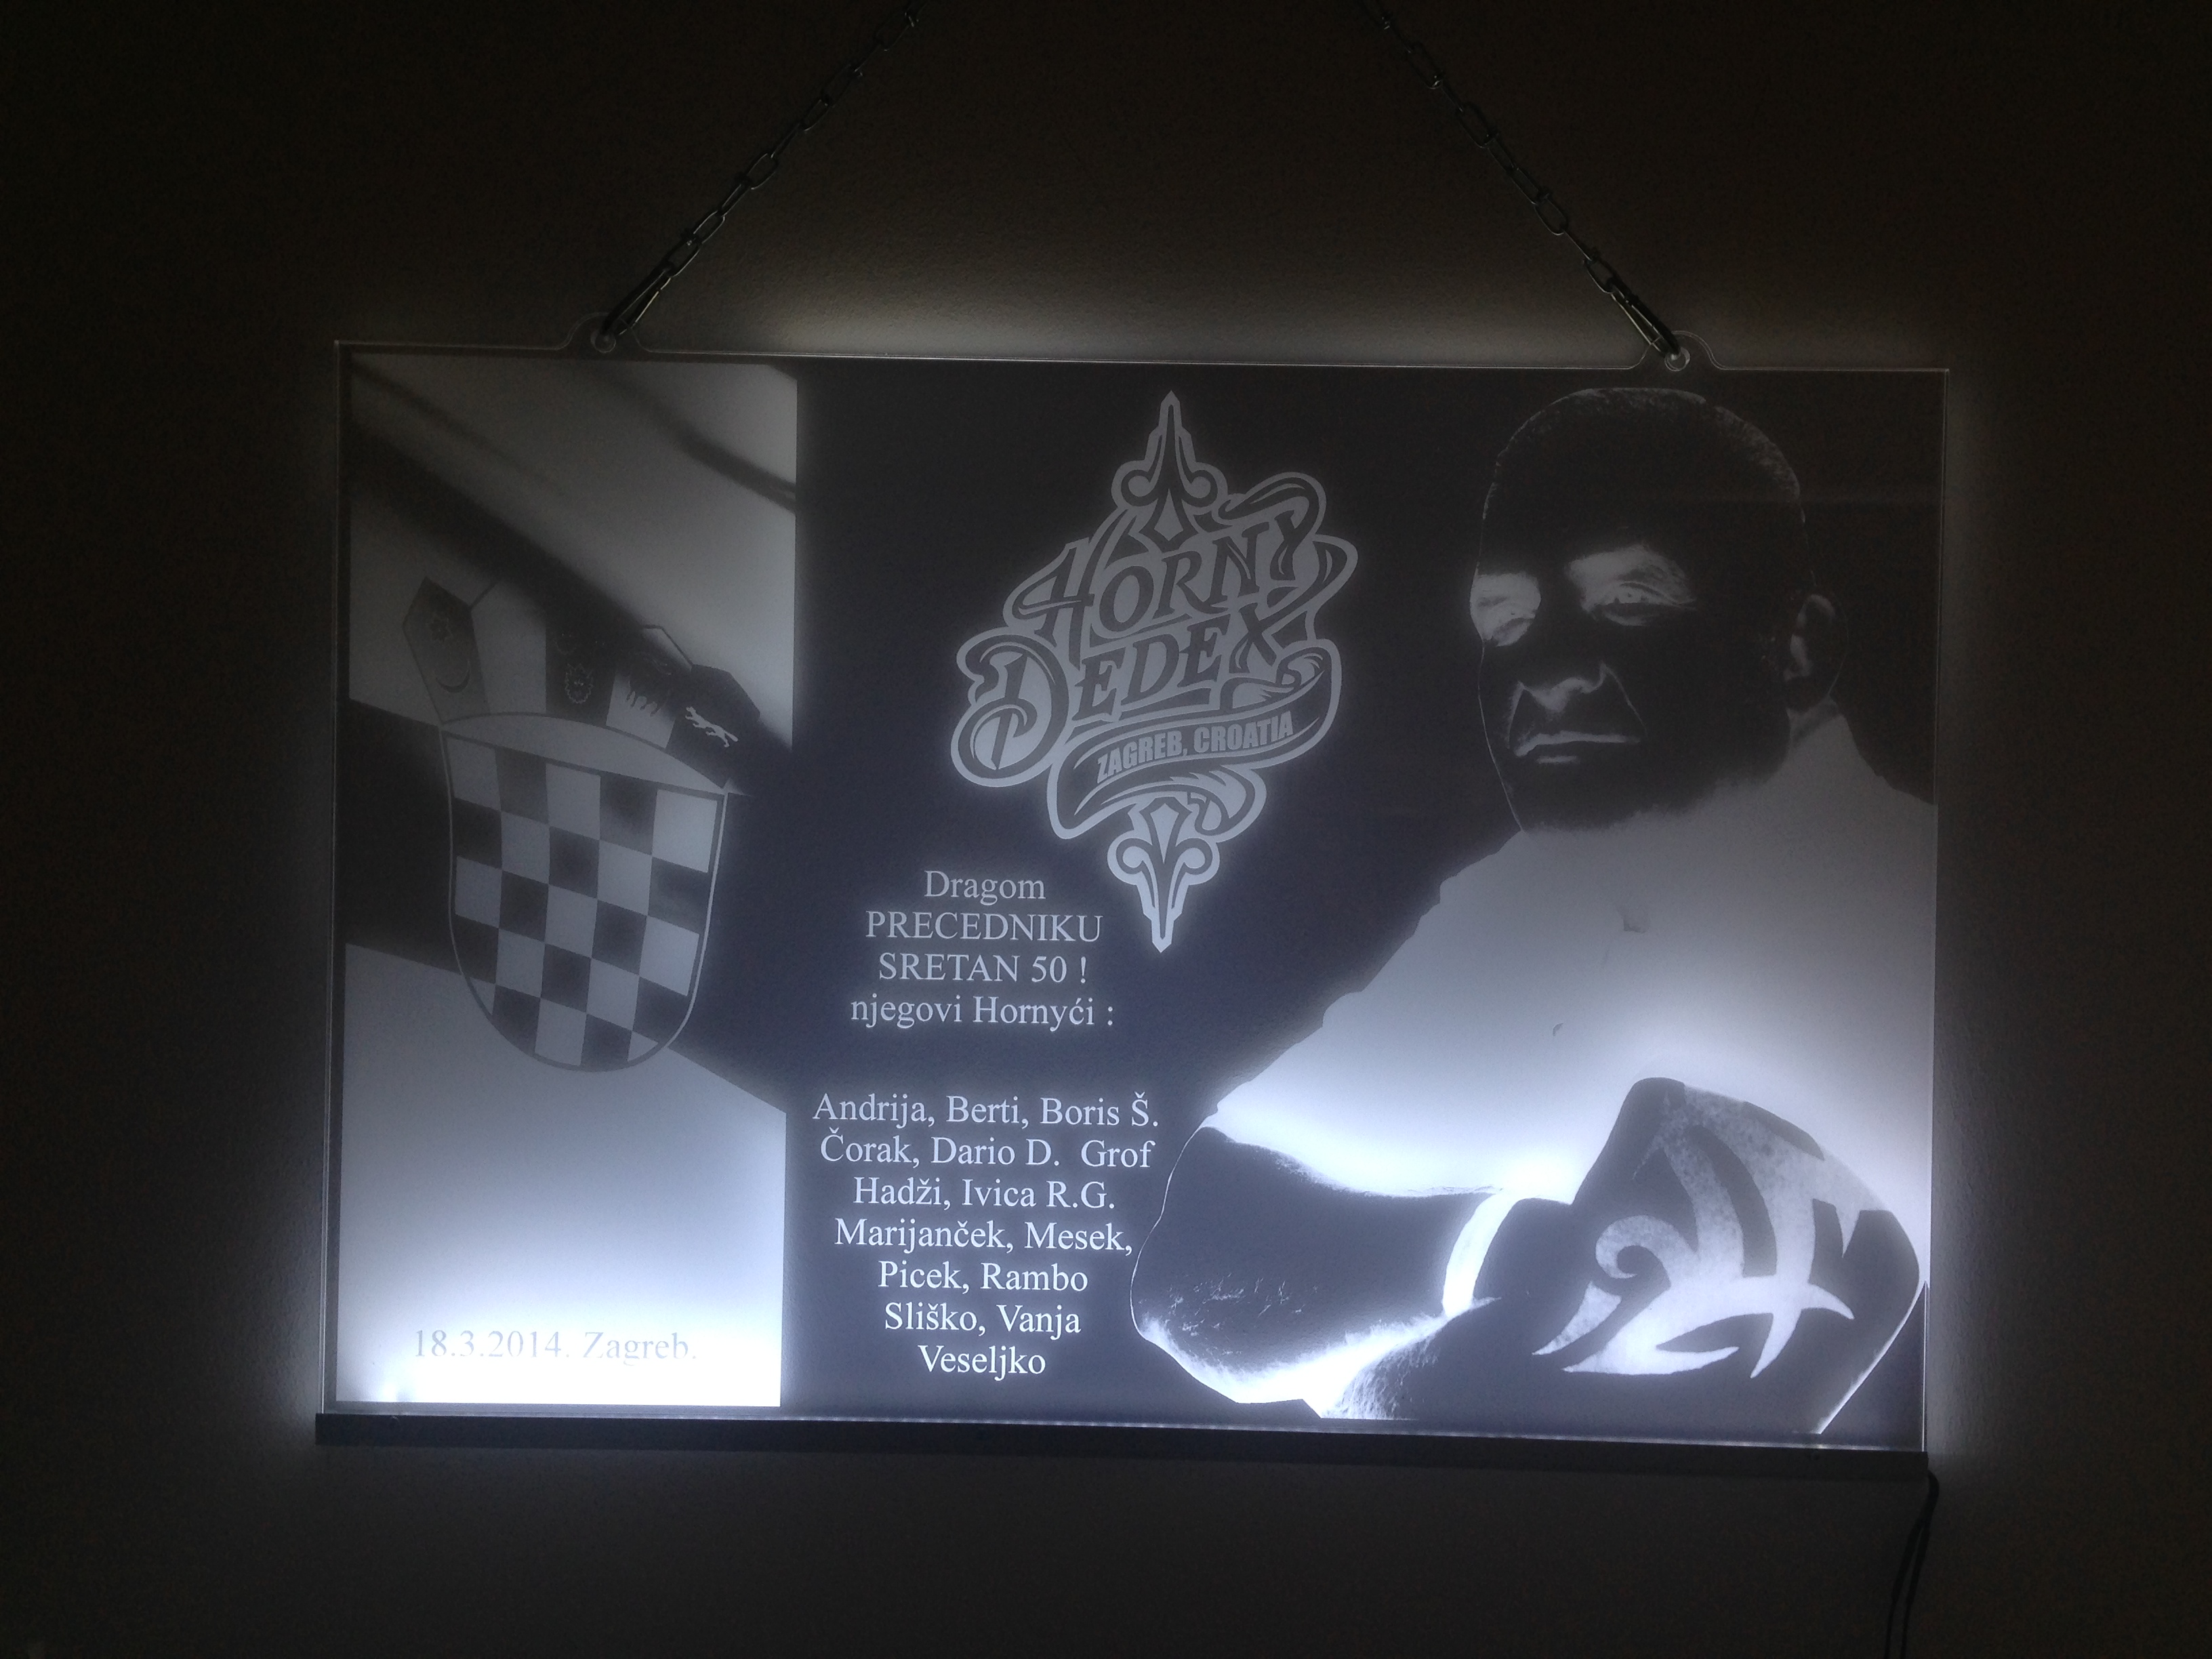 HORNY
DEDEX
ZAGREB, CROATIA
Dragom
PRECEDNIKU
SRETAN 50 !
njegovi Hornyći :
Andrija, Berti, Boris Š.
Čorak, Dario D. Grof
Hadži, Ivica R.G.
Marijanček, Mesek,
Picek, Rambo
Sliško, Vanja
Veseljko
18.3.2014. Zagreb.